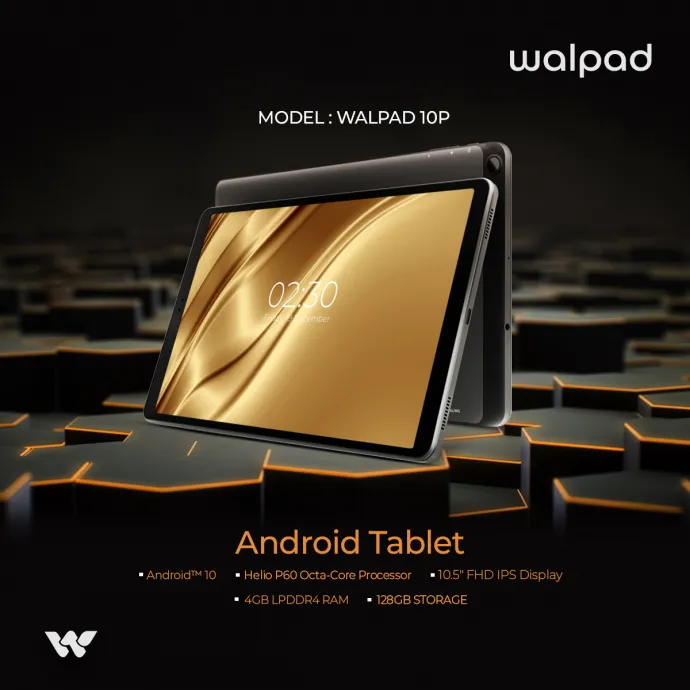 walpad
MODEL : WALPAD 10P
02:30
Android Tablet
▪ Android™ 10 ▪ Helio P60 Octa-Core Processor ▪ 10.5" FHD IPS Display
▪ 4GB LPDDR4 RAM ▪ 128GB STORAGE